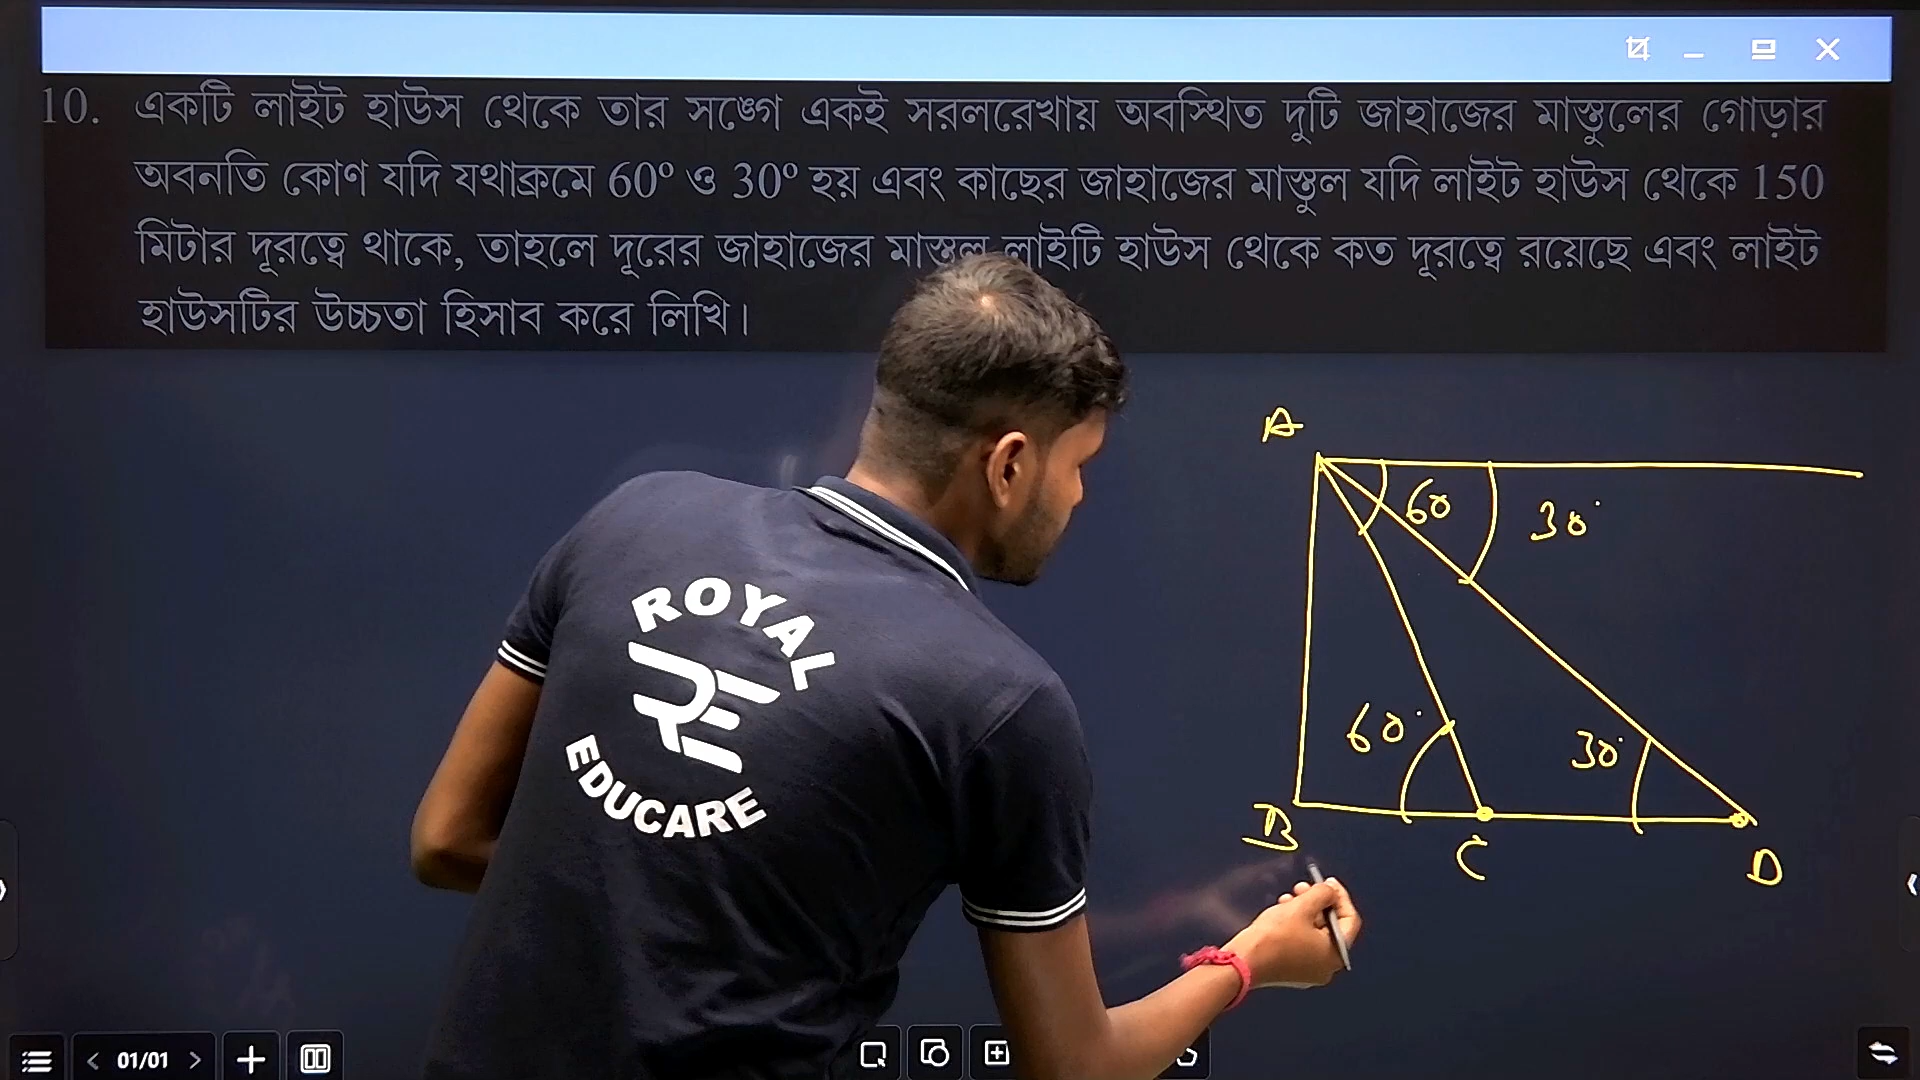 10. একটি লাইট হাউস থেকে তার সঙ্গে একই সরলরেখায় অবস্থিত দুটি জাহাজের মাস্তুলের গোড়ার
অবনতি কোণ যদি যথাক্রমে 60° ও 30° হয় এবং কাছের জাহাজের মাস্তুল যদি লাইট হাউস থেকে 150
মিটার দূরত্বে থাকে, তাহলে দূরের জাহাজের মাস্তুল লাইটি হাউস থেকে কত দূরত্বে রয়েছে এবং লাইট
হাউসটির উচ্চতা হিসাব করে লিখি।
A
60 30°
60° 30°
B C D
ROYAL
RE
EDUCARE
01/01